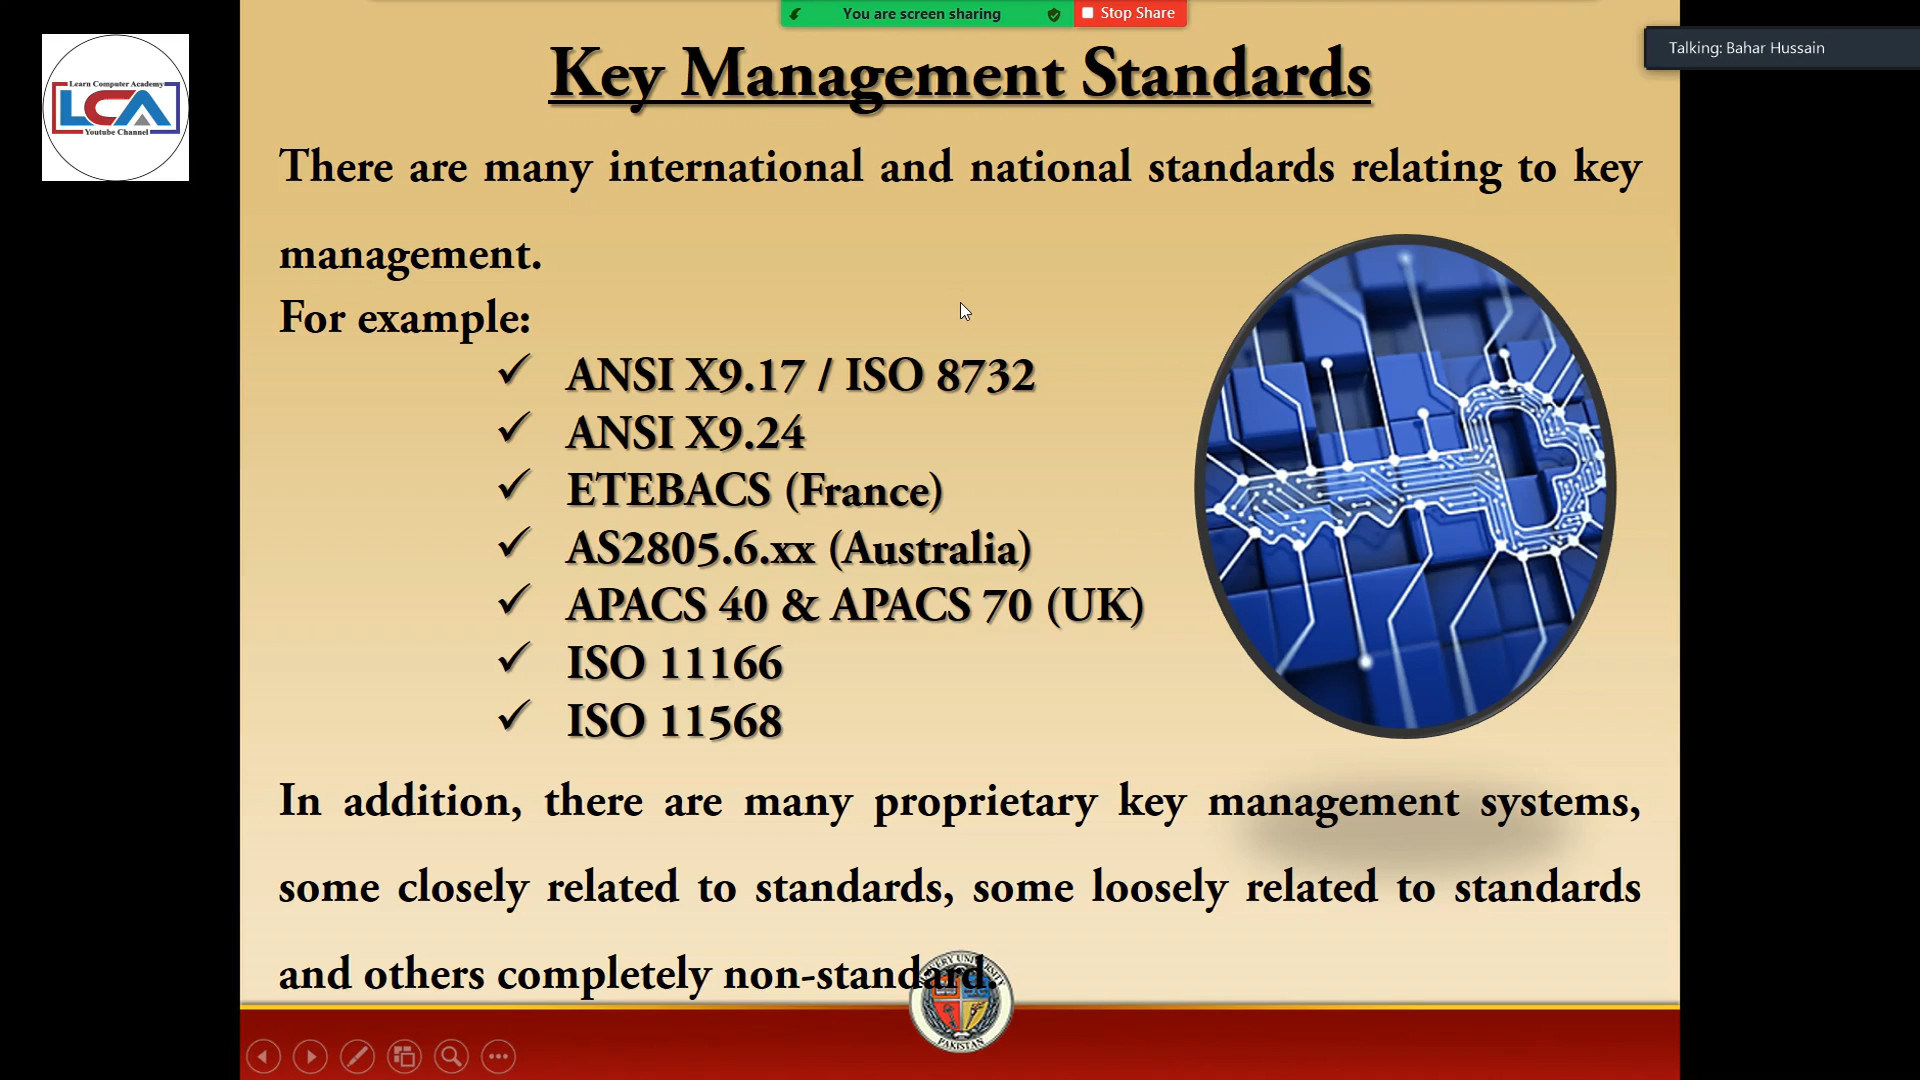 You are screen sharing
Stop Share
Talking: Bahar Hussain
Learn Computer Academy
LCA
Youtube Channel
Key Management Standards
There are many international and national standards relating to key
management.
For example:
✓ ANSI X9.17 / ISO 8732
✓ ANSI X9.24
✓ ETEBACS (France)
✓ AS2805.6.xx (Australia)
✓ APACS 40 & APACS 70 (UK)
✓ ISO 11166
✓ ISO 11568
In addition, there are many proprietary key management systems,
some closely related to standards, some loosely related to standards
and others completely non-standard.
UNIVERSITY
PAKISTAN